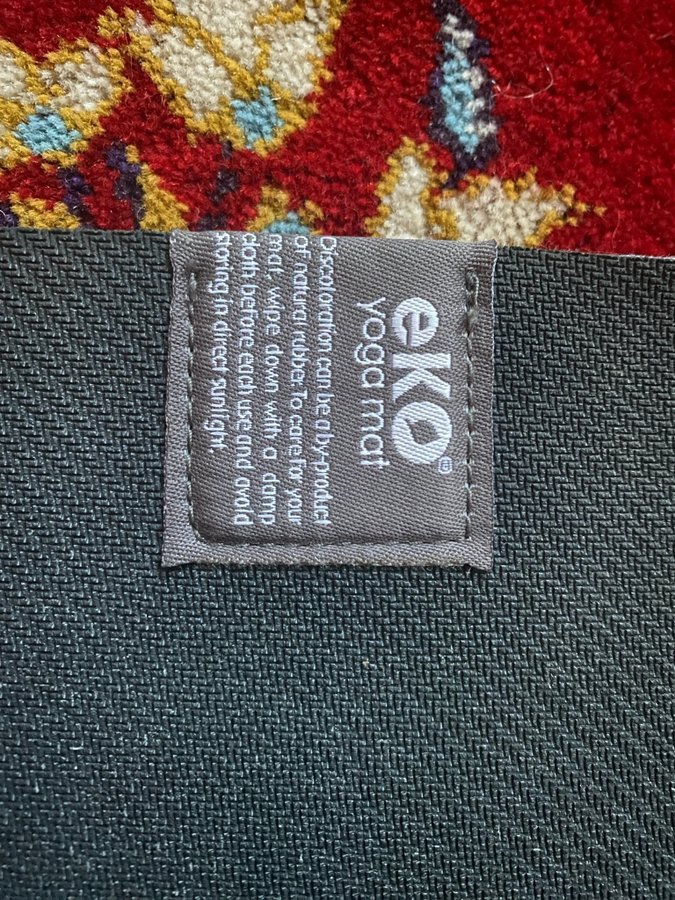 eKO®
yoga mat
Discoloration can be a by-product
of natural rubber. To care for your
mat, wipe down with a damp
cloth before each use and avoid
storing in direct sunlight.